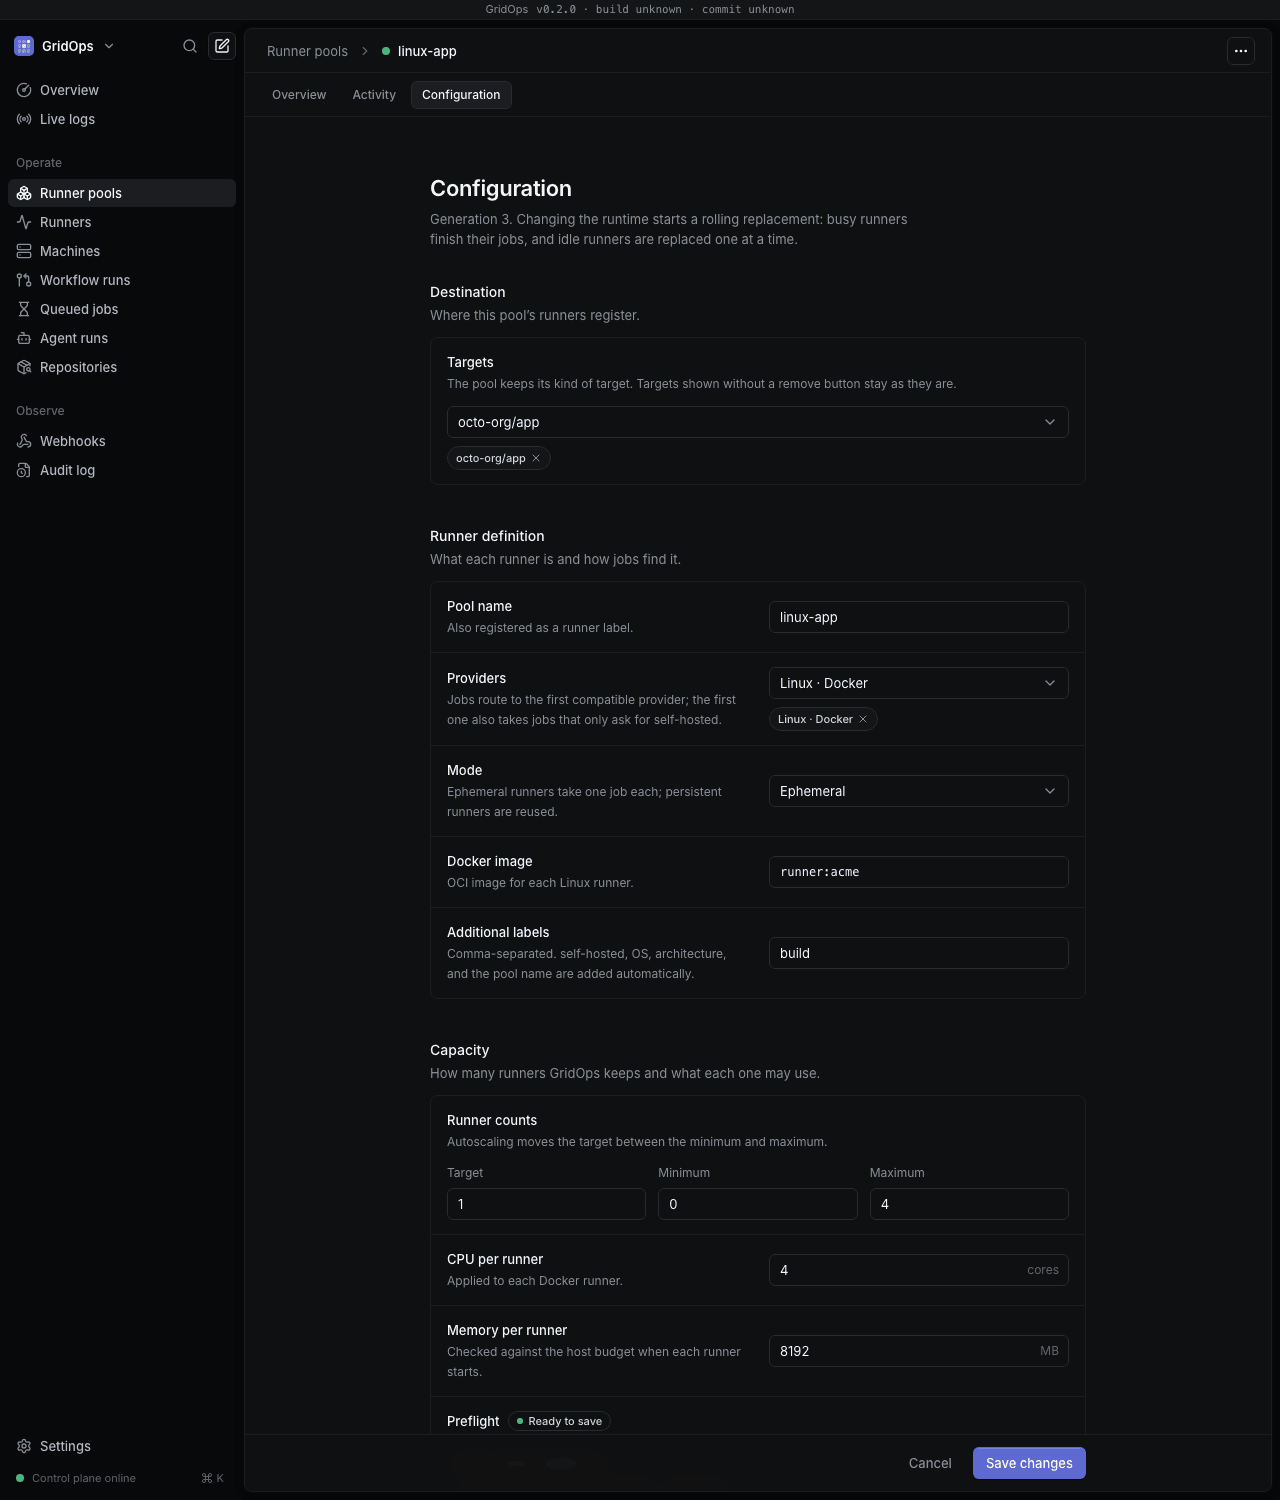 GridOps v0.2.0 · build unknown · commit unknown
GridOps
Overview
Live logs
Operate
Runner pools
Runners
Machines
Workflow runs
Queued jobs
Agent runs
Repositories
Observe
Webhooks
Audit log
Settings
Control plane online ⌘ K
Runner pools linux-app
Overview Activity Configuration
Configuration
Generation 3. Changing the runtime starts a rolling replacement: busy runners
finish their jobs, and idle runners are replaced one at a time.
Destination
Where this pool’s runners register.
Targets
The pool keeps its kind of target. Targets shown without a remove button stay as they are.
octo-org/app
octo-org/app
Runner definition
What each runner is and how jobs find it.
Pool name
Also registered as a runner label.
linux-app
Providers
Jobs route to the first compatible provider; the first
one also takes jobs that only ask for self-hosted.
Linux · Docker
Linux · Docker
Mode
Ephemeral runners take one job each; persistent
runners are reused.
Ephemeral
Docker image
OCI image for each Linux runner.
runner:acme
Additional labels
Comma-separated. self-hosted, OS, architecture,
and the pool name are added automatically.
build
Capacity
How many runners GridOps keeps and what each one may use.
Runner counts
Autoscaling moves the target between the minimum and maximum.
Target Minimum Maximum
1 0 4
CPU per runner
Applied to each Docker runner.
4 cores
Memory per runner
Checked against the host budget when each runner
starts.
8192 MB
Preflight Ready to save
Cancel Save changes